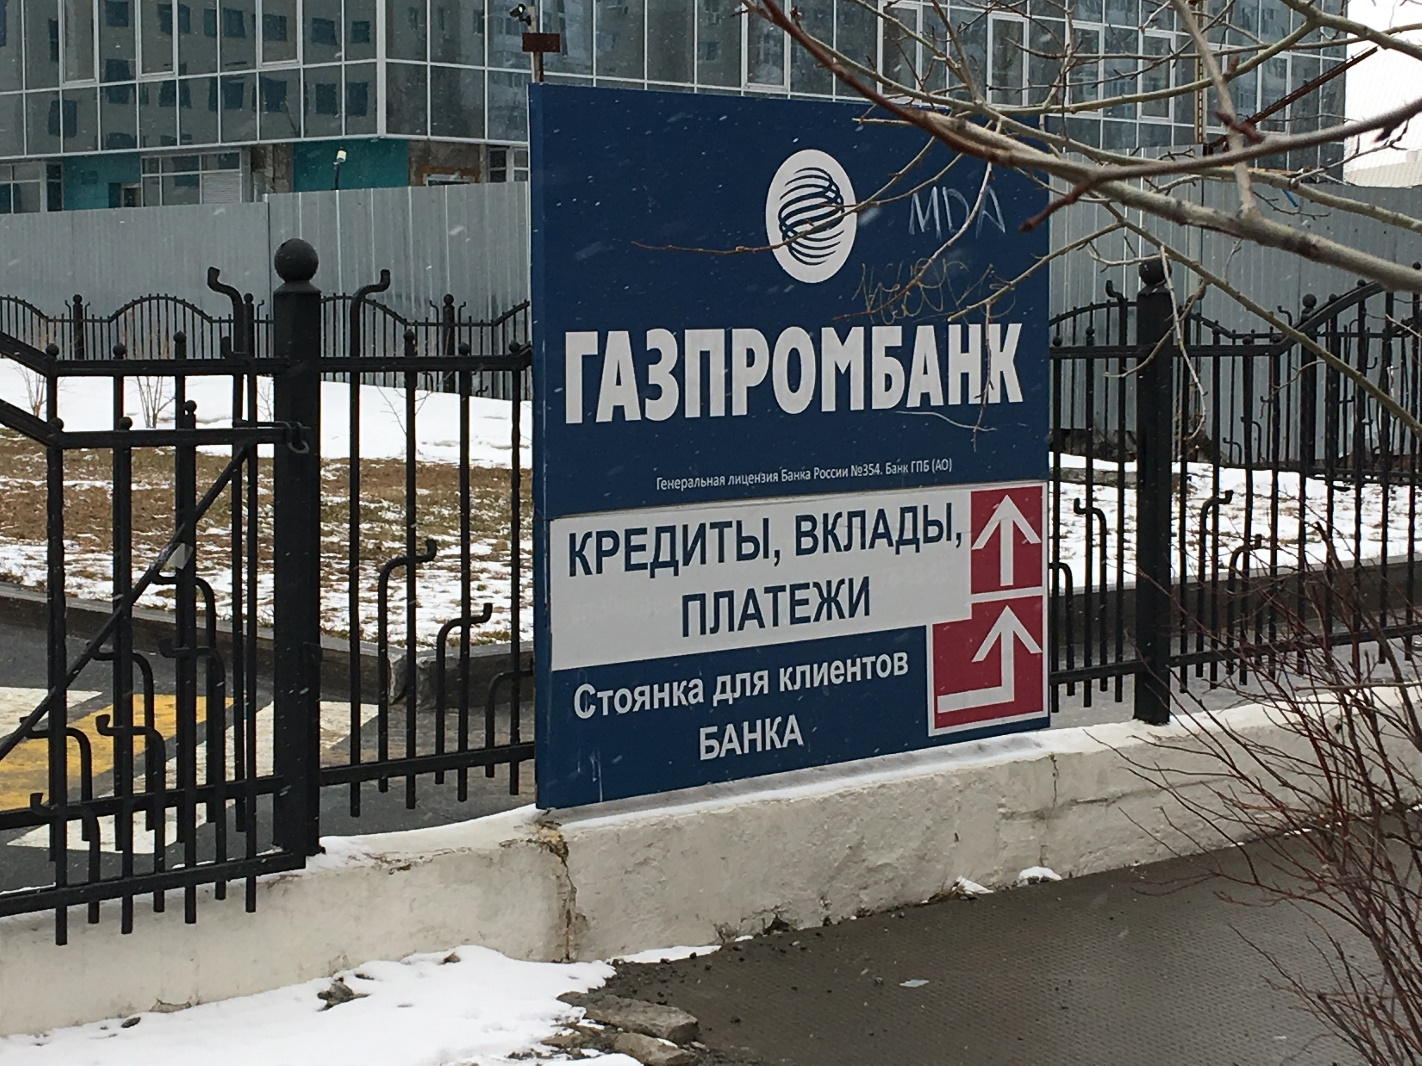 MDA
ГАЗПРОМБАНК
Генеральная лицензия Банка России №354. Банк ГПБ (АО)
КРЕДИТЫ, ВКЛАДЫ,
ПЛАТЕЖИ
Стоянка для клиентов
БАНКА